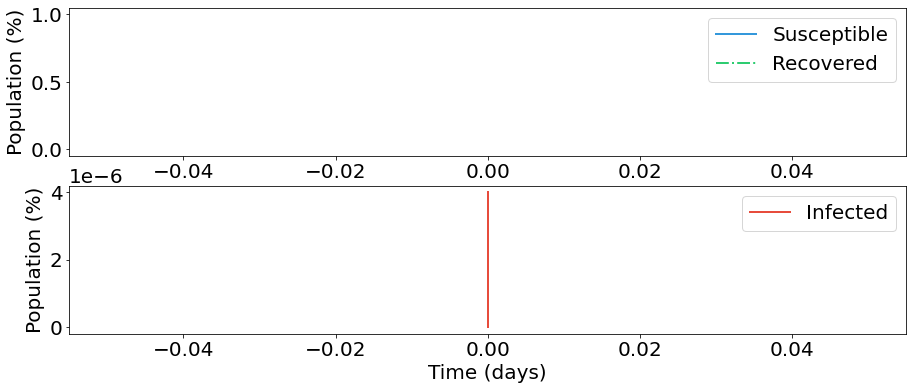 Population (%)
1.0
0.5
0.0
Susceptible
Recovered
−0.04 −0.02 0.00 0.02 0.04
1e−6
Population (%)
4
2
0
Infected
−0.04 −0.02 0.00 0.02 0.04
Time (days)